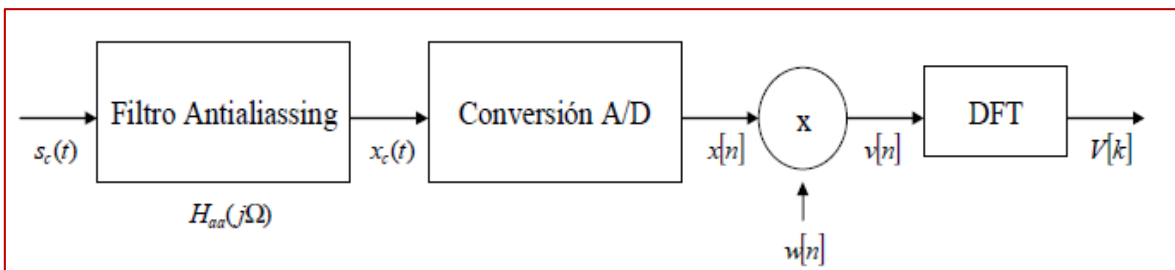 Filtro Antialiassing
Conversión A/D
x
DFT
s_c(t)
x_c(t)
x[n]
v[n]
V[k]
H_aa(jΩ)
w[n]